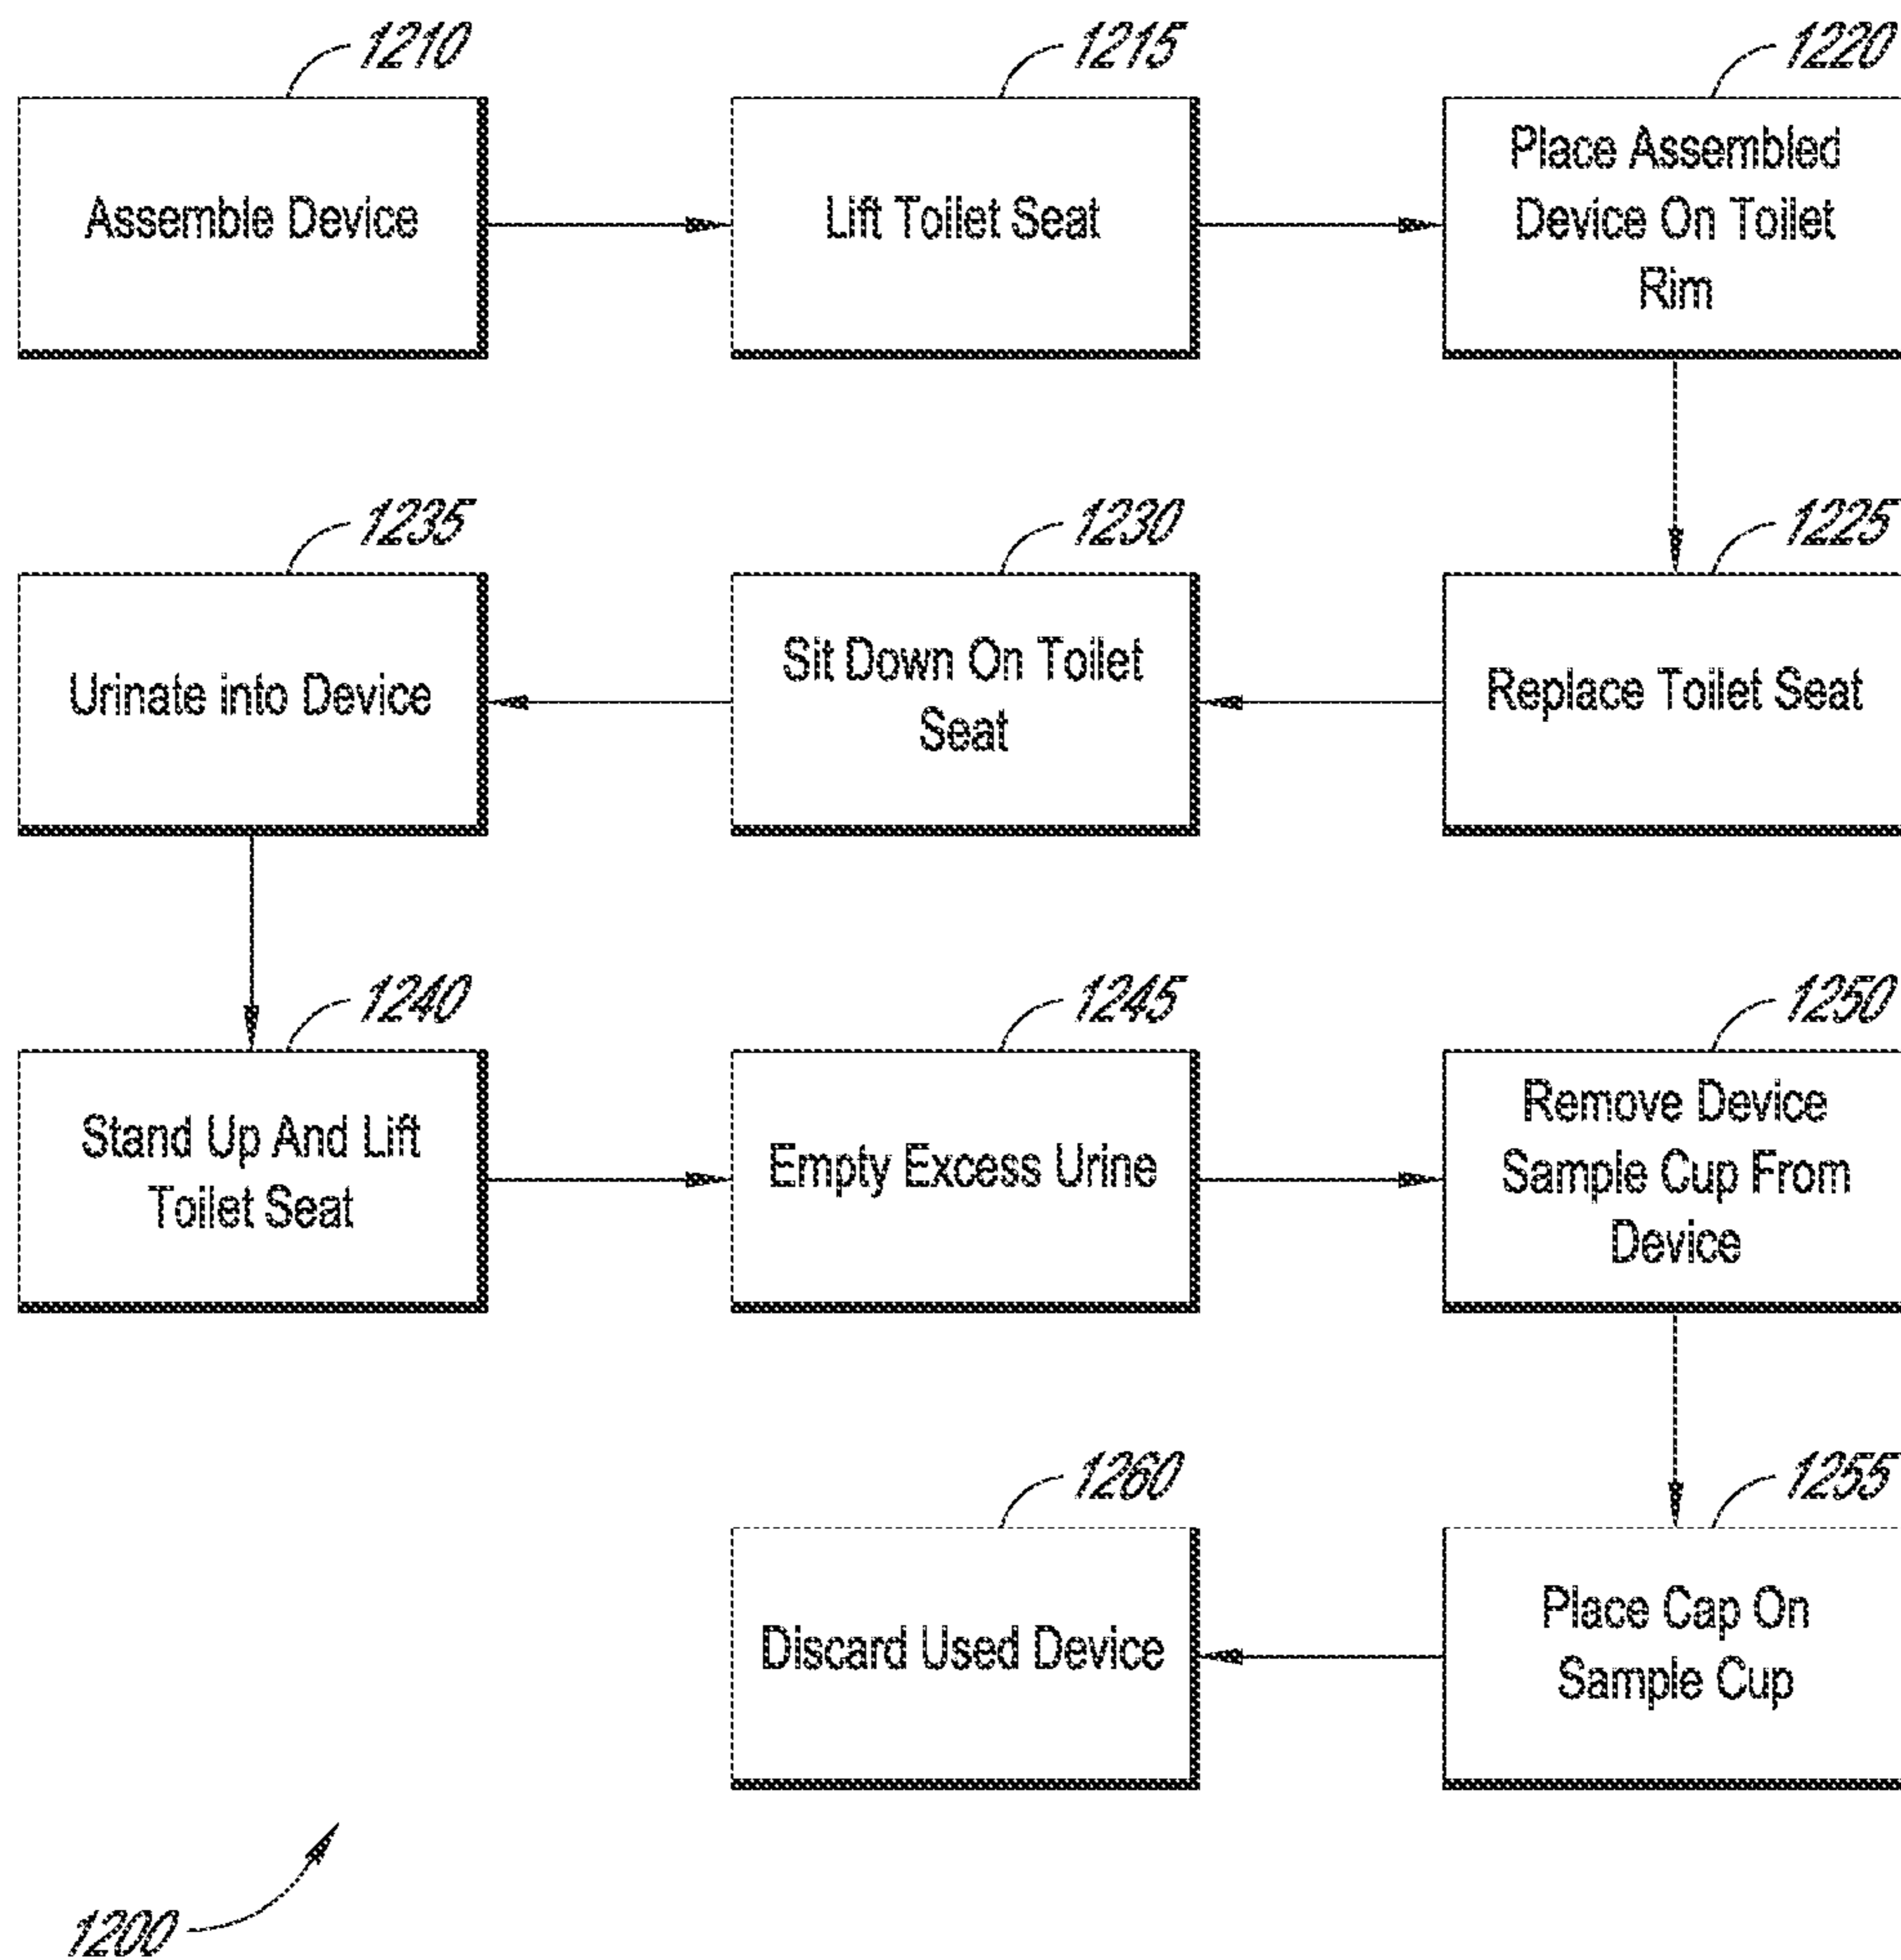 1210
Assemble Device
1215
Lift Toilet Seat
1220
Place Assembled
Device On Toilet
Rim
1225
Replace Toilet Seat
1230
Sit Down On Toilet
Seat
1235
Urinate into Device
1240
Stand Up And Lift
Toilet Seat
1245
Empty Excess Urine
1250
Remove Device
Sample Cup From
Device
1255
Place Cap On
Sample Cup
1260
Discard Used Device
1200